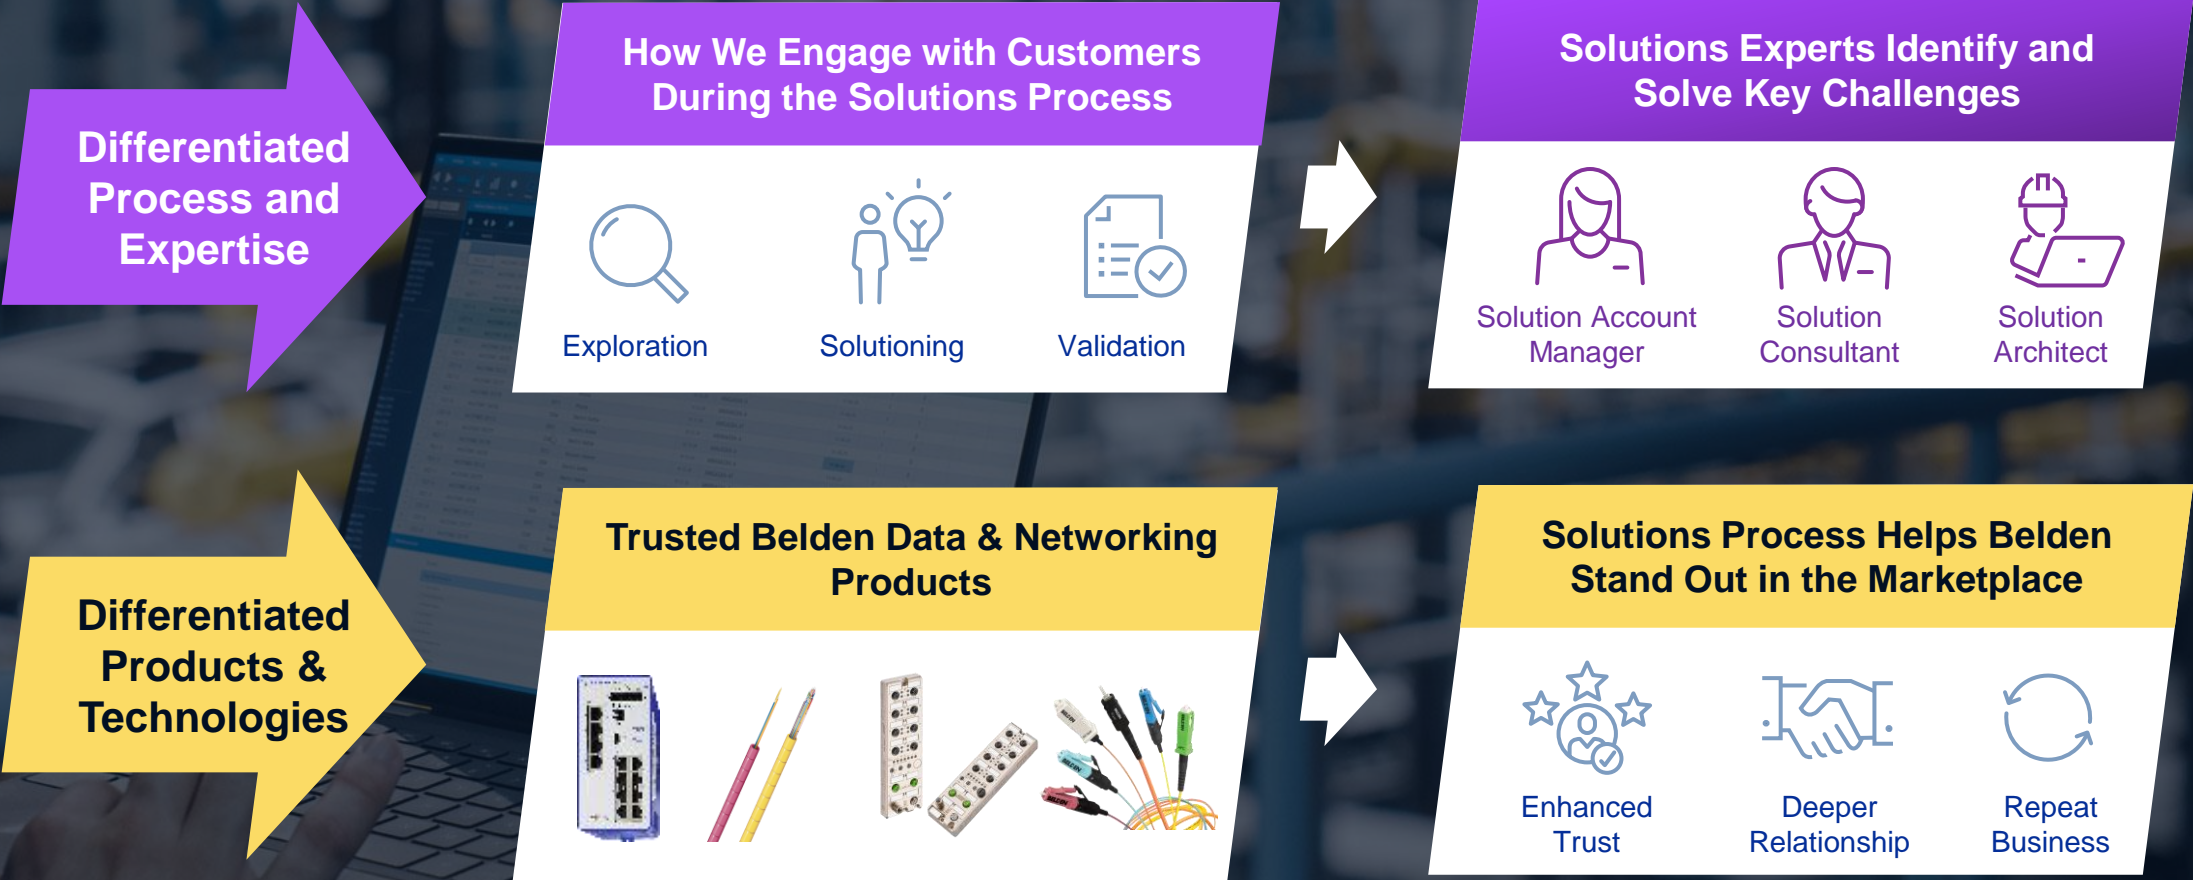 Differentiated
Process and
Expertise
How We Engage with Customers
During the Solutions Process
Exploration
Solutioning
Validation
Solutions Experts Identify and
Solve Key Challenges
Solution Account
Manager
Solution
Consultant
Solution
Architect
Differentiated
Products &
Technologies
Trusted Belden Data & Networking
Products
Solutions Process Helps Belden
Stand Out in the Marketplace
Enhanced
Trust
Deeper
Relationship
Repeat
Business